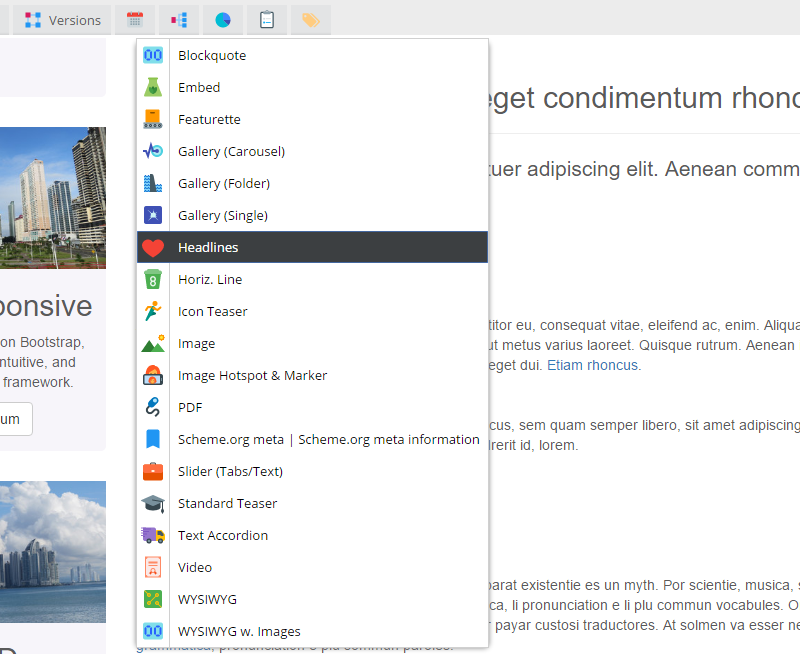 Versions
Blockquote
Embed
Featurette
Gallery (Carousel)
Gallery (Folder)
Gallery (Single)
Headlines
Horiz. Line
Icon Teaser
Image
Image Hotspot & Marker
PDF
Scheme.org meta | Scheme.org meta information
Slider (Tabs/Text)
Standard Teaser
Text Accordion
Video
WYSIWYG
WYSIWYG w. Images
onsive
on Bootstrap,
ntuitive, and
framework.
um
eget condimentum rhonc
tuer adipiscing elit. Aenean comm
titor eu, consequat vitae, eleifend ac, enim. Aliqua
ut metus varius laoreet. Quisque rutrum. Aenean
eget dui. Etiam rhoncus.
cus, sem quam semper libero, sit amet adipiscing
drerit id, lorem.
parat existentie es un myth. Por scientie, musica,
ca, li pronunciation e li plu commun vocabules. O
payar custosi traductores. At solmen va esser ne
grammatica, pronunciation e plu commun paroles.